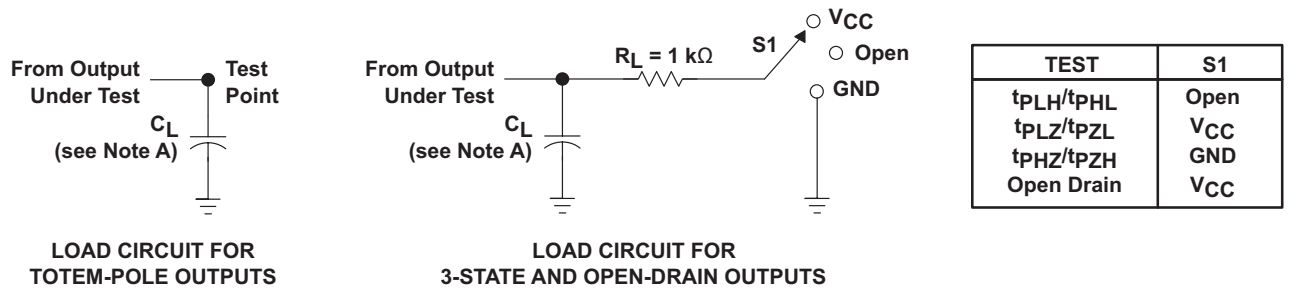 From Output
Under Test
Test
Point
CL
(see Note A)
LOAD CIRCUIT FOR
TOTEM-POLE OUTPUTS
From Output
Under Test
RL = 1 kΩ
S1
VCC
Open
GND
CL
(see Note A)
LOAD CIRCUIT FOR
3-STATE AND OPEN-DRAIN OUTPUTS
TEST S1
tPLH/tPHL Open
tPLZ/tPZL VCC
tPHZ/tPZH GND
Open Drain VCC